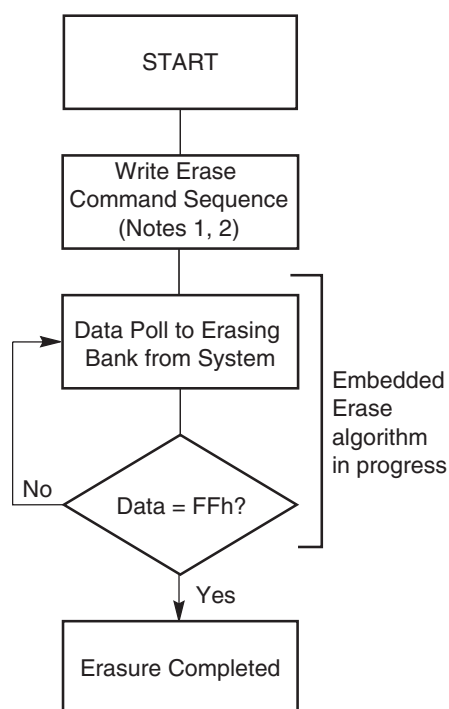 START
Write Erase
Command Sequence
(Notes 1, 2)
Data Poll to Erasing
Bank from System
Embedded
Erase
algorithm
in progress
No
Data = FFh?
Yes
Erasure Completed